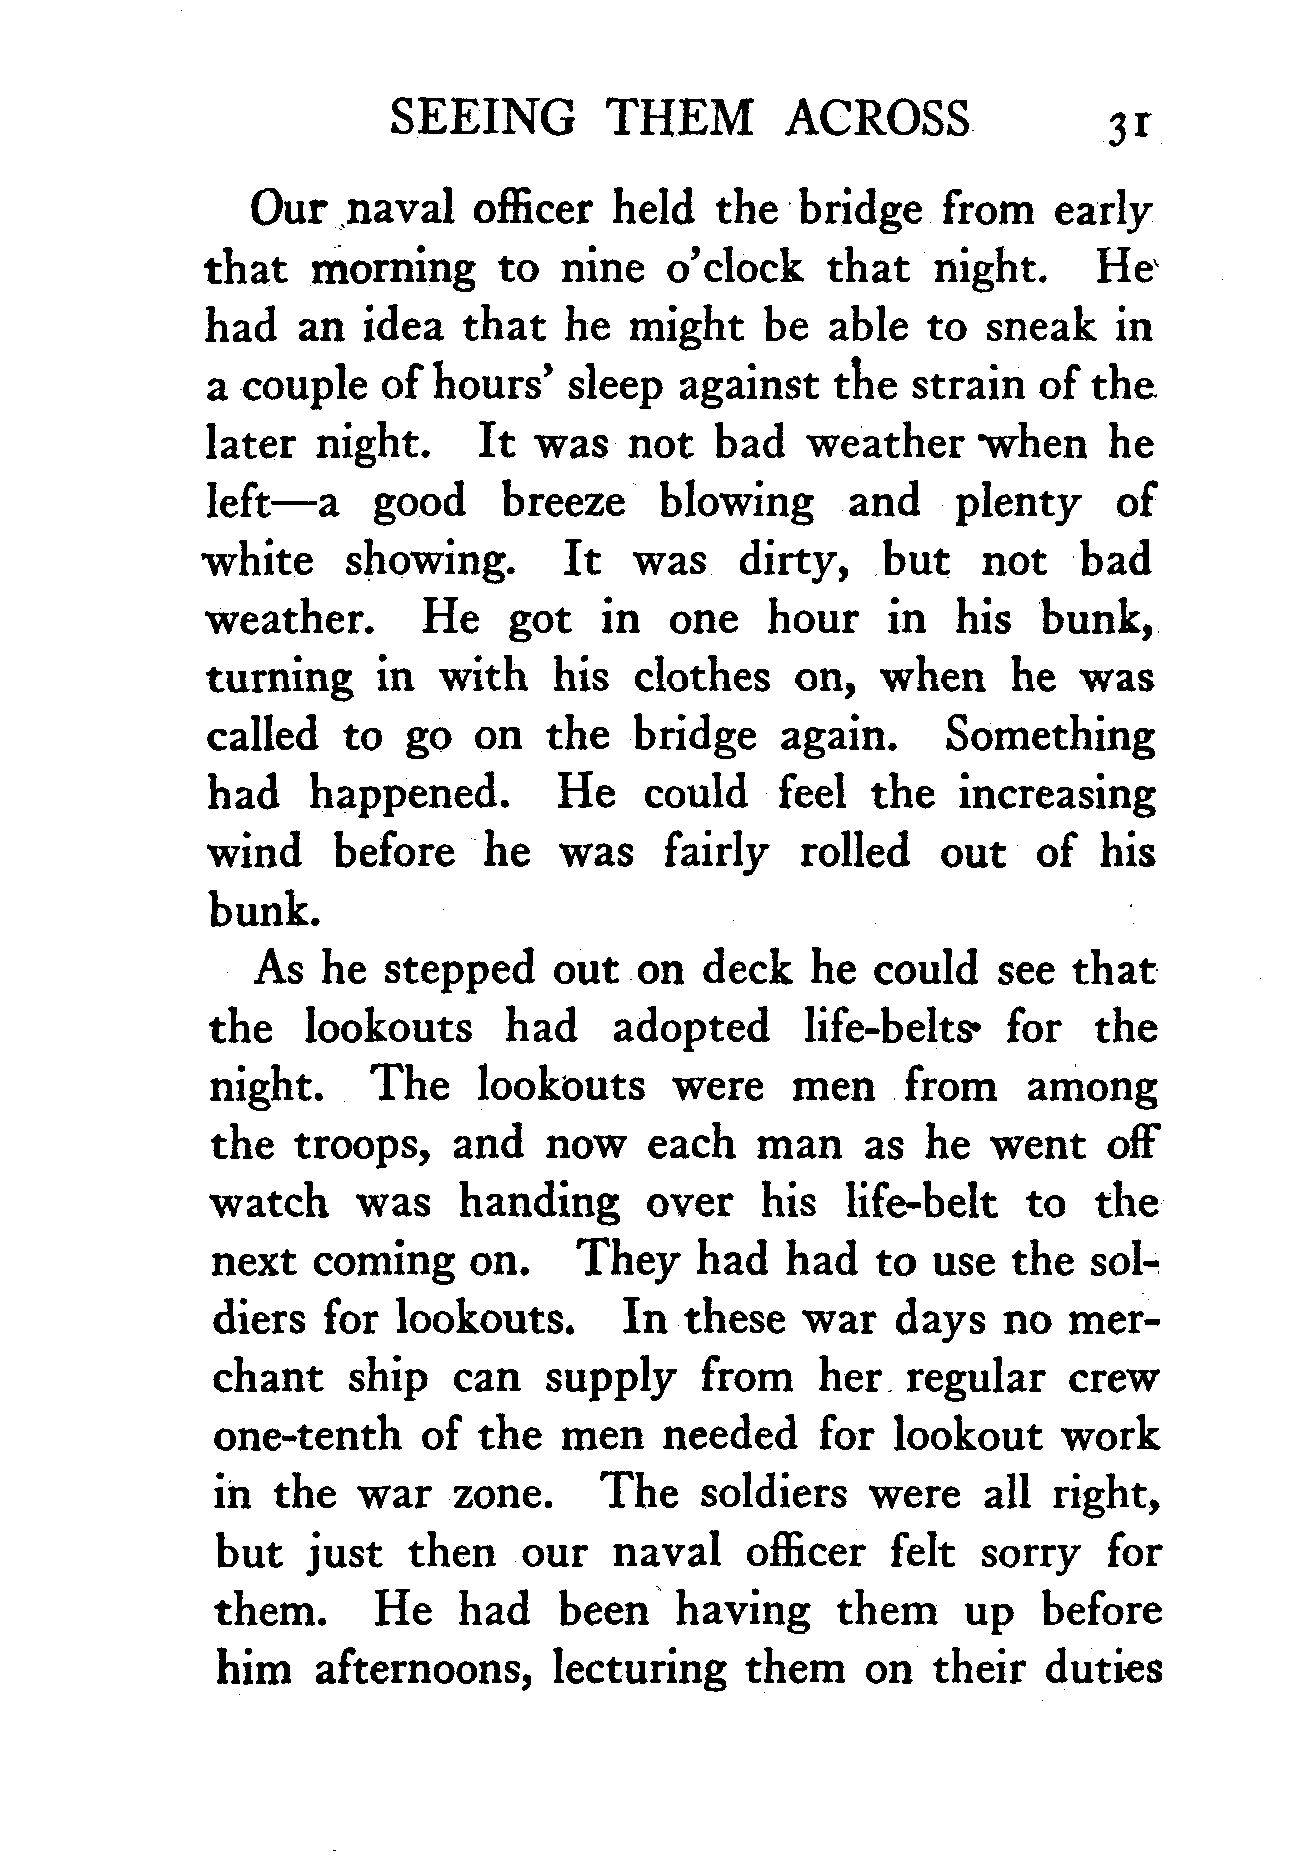 SEEING THEM ACROSS 31
Our naval officer held the bridge from early
that morning to nine o'clock that night. He
had an idea that he might be able to sneak in
a couple of hours' sleep against the strain of the
later night. It was not bad weather when he
left—a good breeze blowing and plenty of
white showing. It was dirty, but not bad
weather. He got in one hour in his bunk,
turning in with his clothes on, when he was
called to go on the bridge again. Something
had happened. He could feel the increasing
wind before he was fairly rolled out of his
bunk.
As he stepped out on deck he could see that
the lookouts had adopted life-belts for the
night. The lookouts were men from among
the troops, and now each man as he went off
watch was handing over his life-belt to the
next coming on. They had had to use the sol-
diers for lookouts. In these war days no mer-
chant ship can supply from her regular crew
one-tenth of the men needed for lookout work
in the war zone. The soldiers were all right,
but just then our naval officer felt sorry for
them. He had been having them up before
him afternoons, lecturing them on their duties